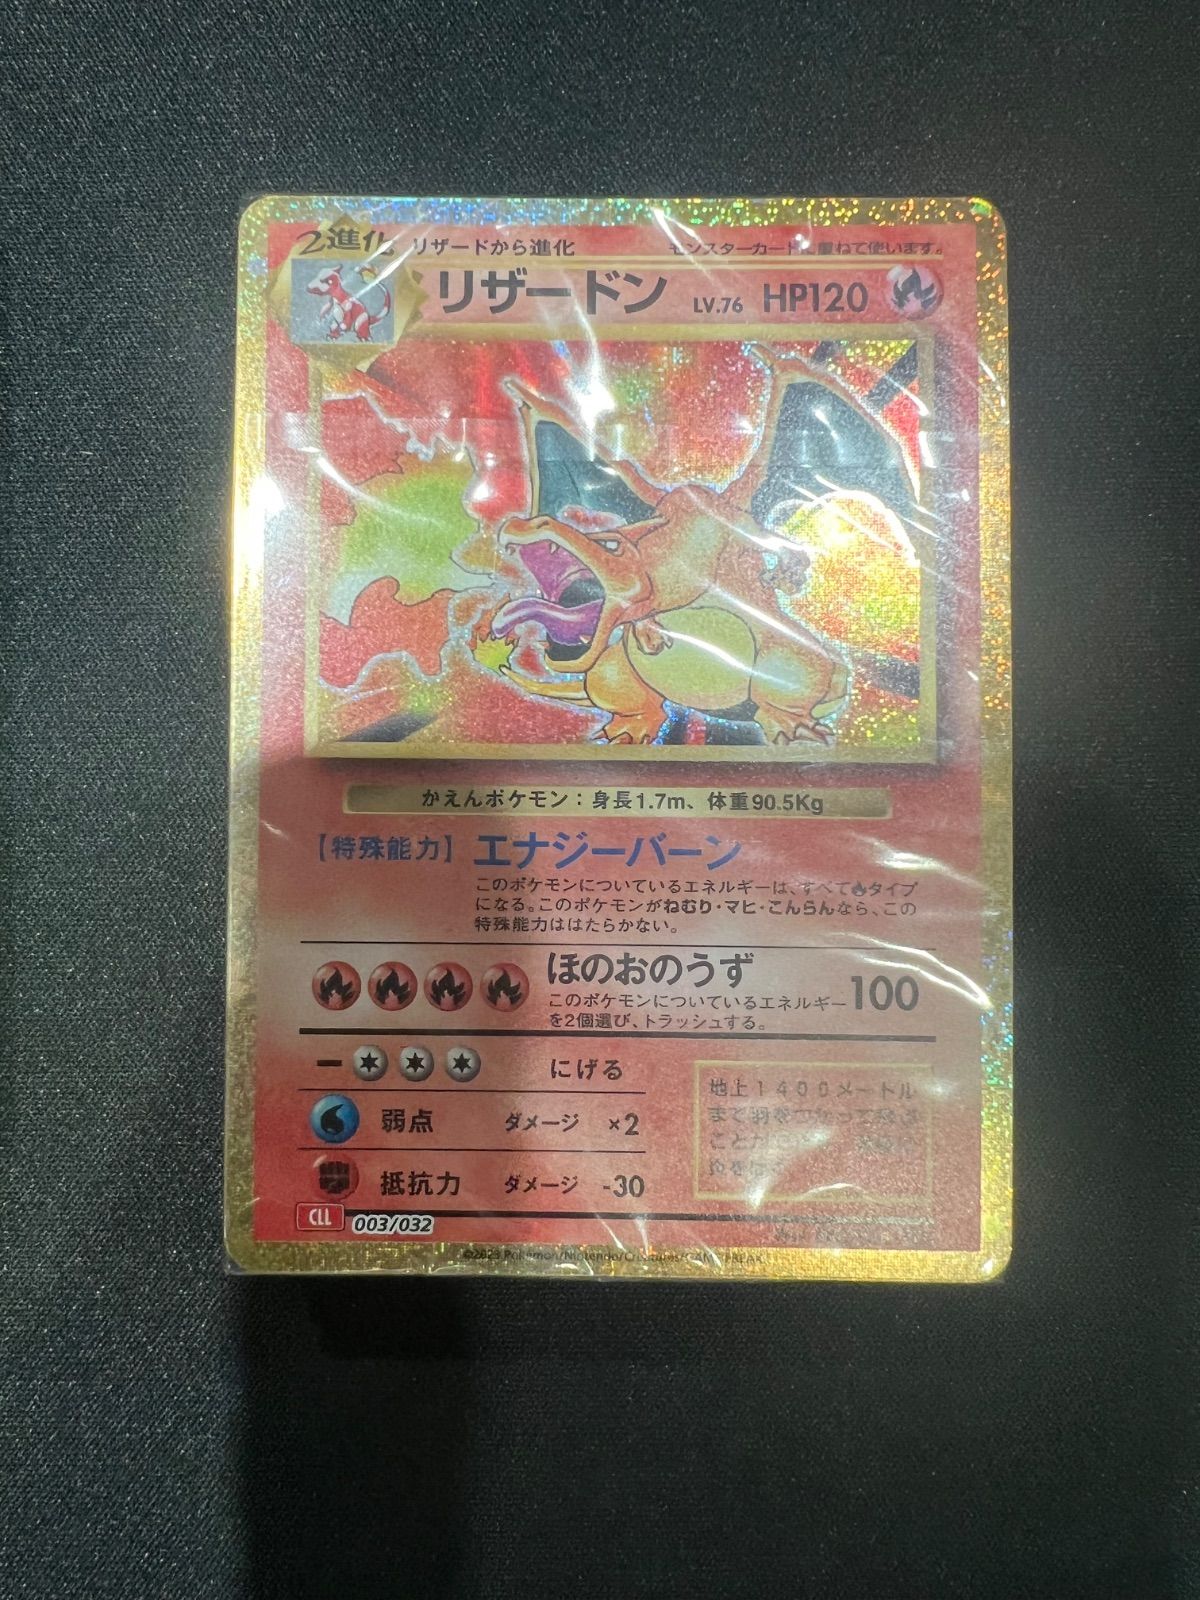 2進化 リザードから進化 モンスターカードに重ねて使います。
リザードン LV.76 HP120
かえんポケモン：身長1.7m、体重90.5Kg
【特殊能力】 エナジーバーン
このポケモンについているエネルギーは、すべて🔥タイプ
になる。このポケモンがねむり・マヒ・こんらんなら、この
特殊能力ははたらかない。
ほのおのうず 100
このポケモンについているエネルギー
を2個選び、トラッシュする。
にげる
弱点 ダメージ ×2
抵抗力 ダメージ -30
地上1400メートル
まで
CLL 003/032
©2023 Pokémon/Nintendo/Creatures/GAME FREAK